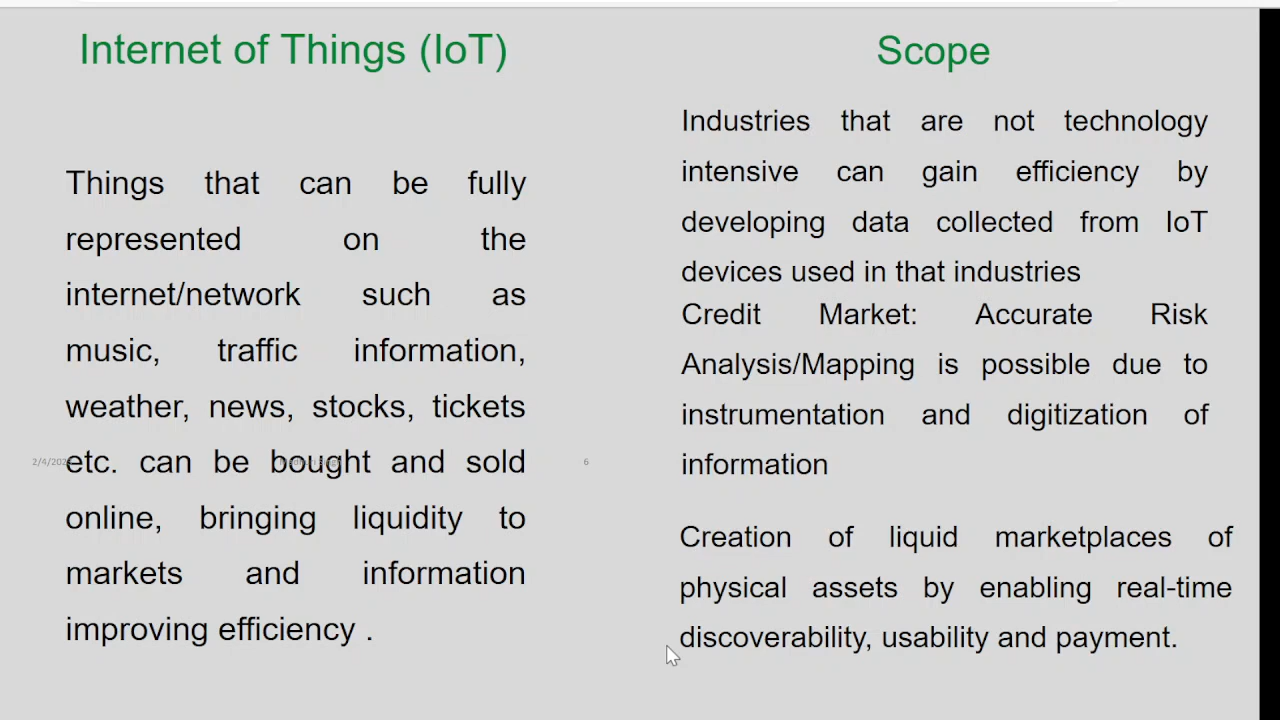 Internet of Things (IoT)
Things that can be fully
represented on the
internet/network such as
music, traffic information,
weather, news, stocks, tickets
etc. can be bought and sold
online, bringing liquidity to
markets and information
improving efficiency .
6
Scope
Industries that are not technology
intensive can gain efficiency by
developing data collected from IoT
devices used in that industries
Credit Market: Accurate Risk
Analysis/Mapping is possible due to
instrumentation and digitization of
information
Creation of liquid marketplaces of
physical assets by enabling real-time
discoverability, usability and payment.